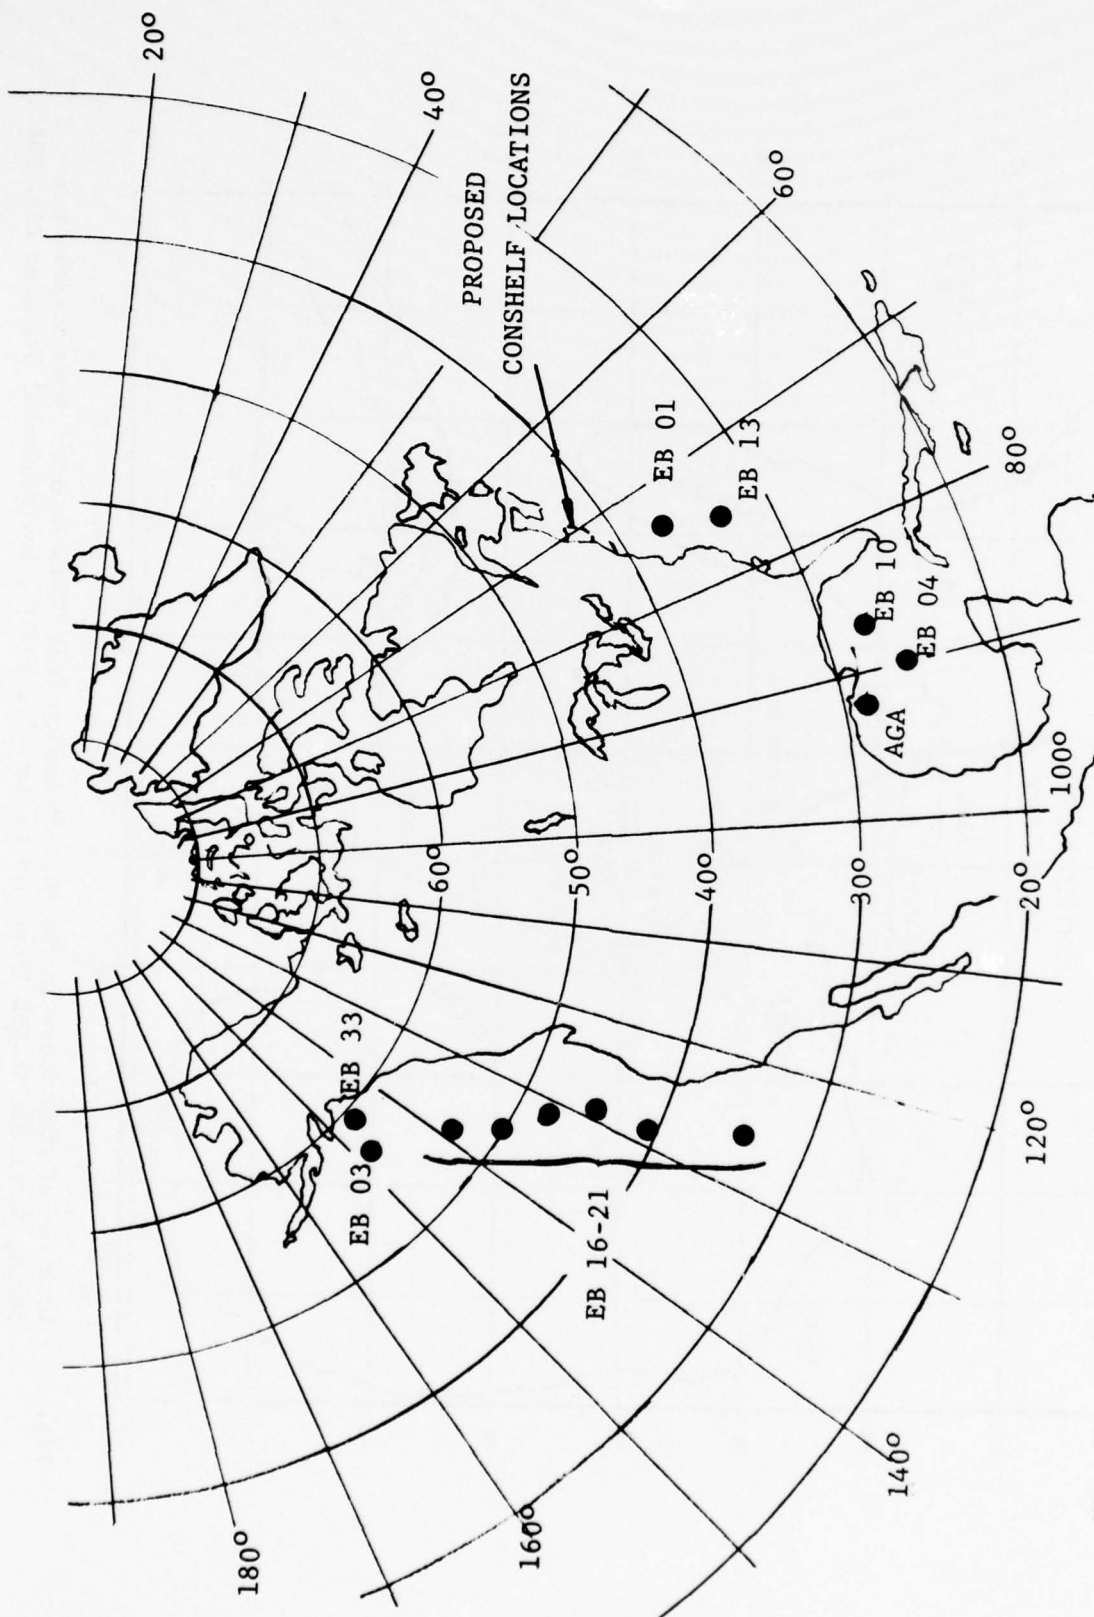 20°
40°
PROPOSED
CONSHELF LOCATIONS
60°
EB 01
EB 13
80°
EB 10
EB 04
AGA
100°
60°
50°
40°
30°
20°
EB 33
EB 03
EB 16-21
120°
140°
160°
180°